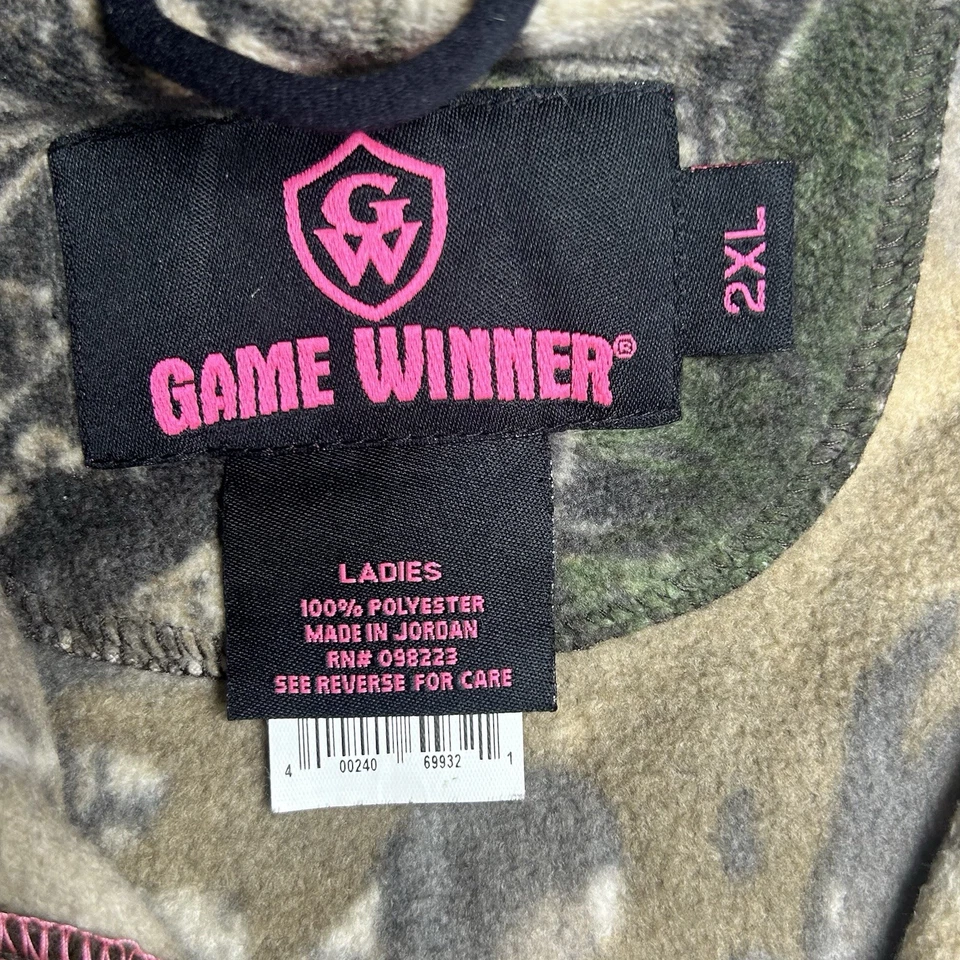 GW
GAME WINNER®
2XL
LADIES
100% POLYESTER
MADE IN JORDAN
RN# 098223
SEE REVERSE FOR CARE
4 00240 69932 1